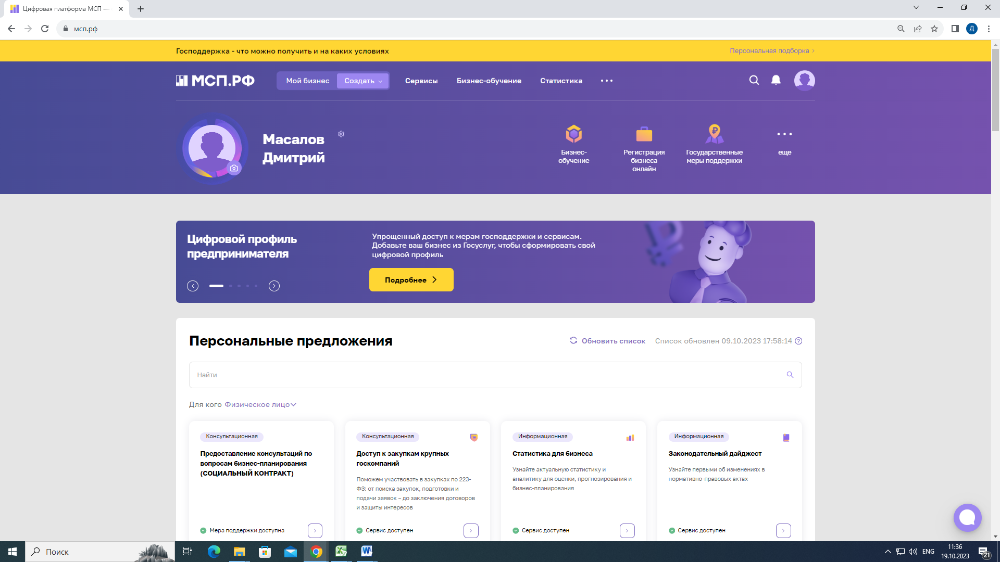 Цифровая платформа МСП —
мсп.рф
Д
Господдержка - что можно получить и на каких условиях
Персональная подборка
МСП.РФ
Мой бизнес
Создать
Сервисы
Бизнес-обучение
Статистика
Масалов
Дмитрий
Бизнес-
обучение
Регистрация
бизнеса
онлайн
Государственные
меры поддержки
еще
Цифровой профиль
предпринимателя
Упрощенный доступ к мерам господдержки и сервисам.
Добавьте ваш бизнес из Госуслуг, чтобы сформировать свой
цифровой профиль
Подробнее
Персональные предложения
Обновить список
Список обновлен 09.10.2023 17:58:14
Найти
Для кого Физическое лицо
Консультационная
Предоставление консультаций по
вопросам бизнес-планирования
(СОЦИАЛЬНЫЙ КОНТРАКТ)
Мера поддержки доступна
Консультационная
Доступ к закупкам крупных
госкомпаний
Поможем участвовать в закупках по 223-
ФЗ: от поиска закупок, подготовки и
подачи заявок – до заключения договоров
и защиты интересов
Сервис доступен
Информационная
Статистика для бизнеса
Узнайте актуальную статистику и
аналитику для оценки, прогнозирования и
бизнес-планирования
Сервис доступен
Информационная
Законодательный дайджест
Узнайте первыми об изменениях в
нормативно-правовых актах
Сервис доступен
Поиск
ENG
11:36
19.10.2023
21